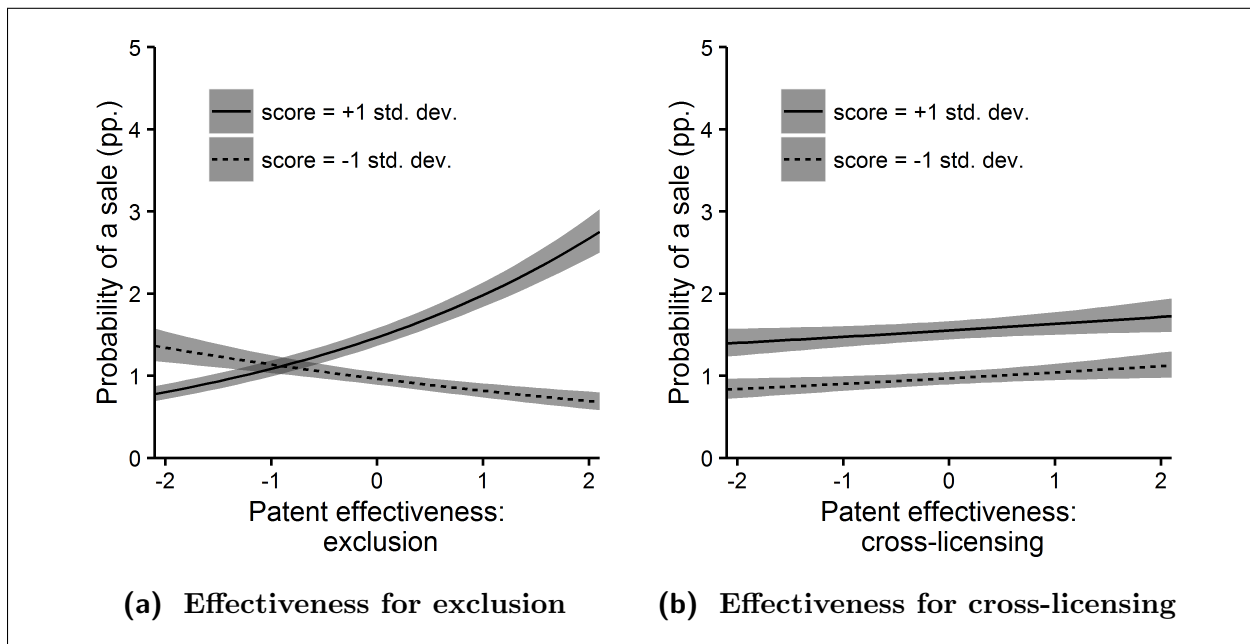 Probability of a sale (pp.)
5
4
3
2
1
0
score = +1 std. dev.
score = -1 std. dev.
-2 -1 0 1 2
Patent effectiveness:
exclusion
(a) Effectiveness for exclusion
Probability of a sale (pp.)
5
4
3
2
1
0
score = +1 std. dev.
score = -1 std. dev.
-2 -1 0 1 2
Patent effectiveness:
cross-licensing
(b) Effectiveness for cross-licensing